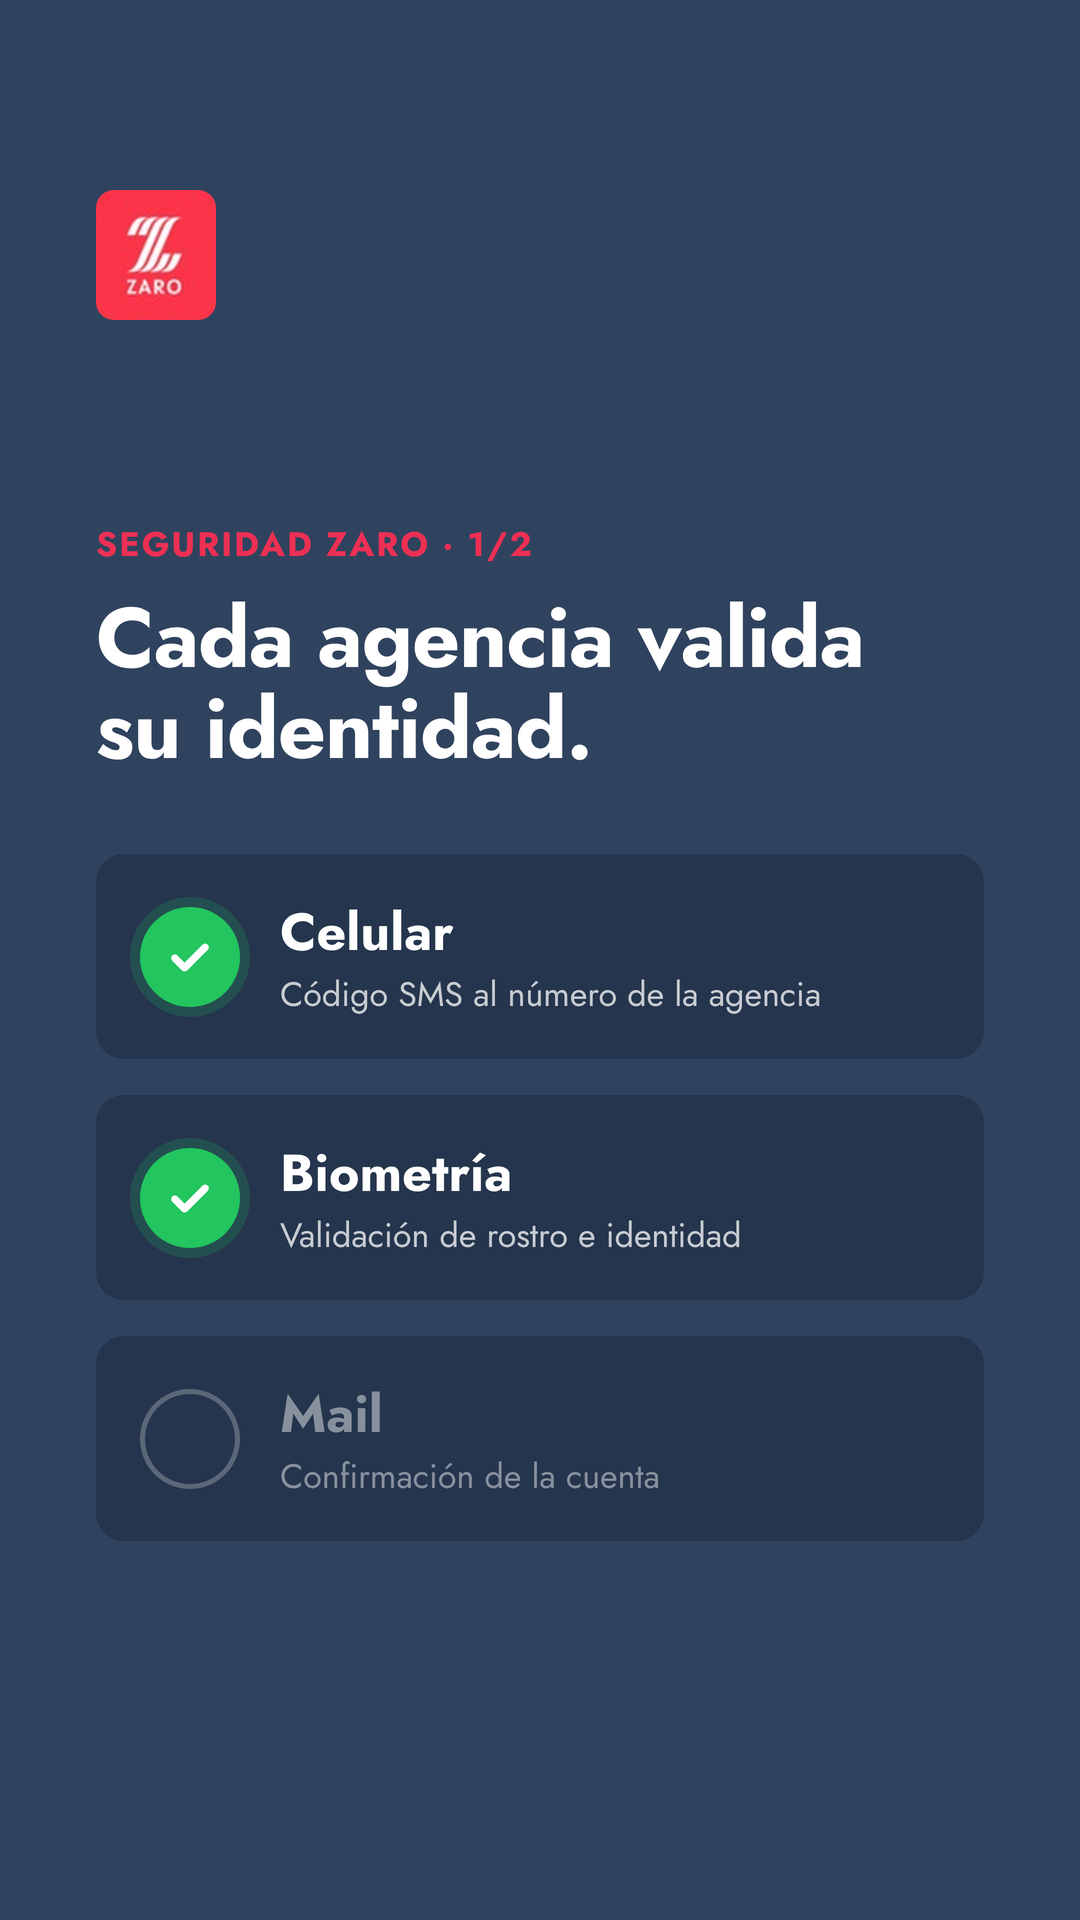 ZARO
SEGURIDAD ZARO · 1/2
Cada agencia valida
su identidad.
Celular
Código SMS al número de la agencia
Biometría
Validación de rostro e identidad
Mail
Confirmación de la cuenta